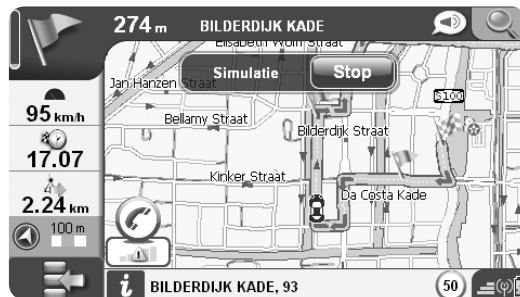 274 m BILDERDIJK KADE
Elisabeth Wolff Straat
Simulatie Stop
Jan Hanzen Straat
S100
95 km/h
Bellamy Straat
Bilderdijk Straat
17.07
Kinker Straat
2.24 km
Da Costa Kade
100 m
i BILDERDIJK KADE, 93
50